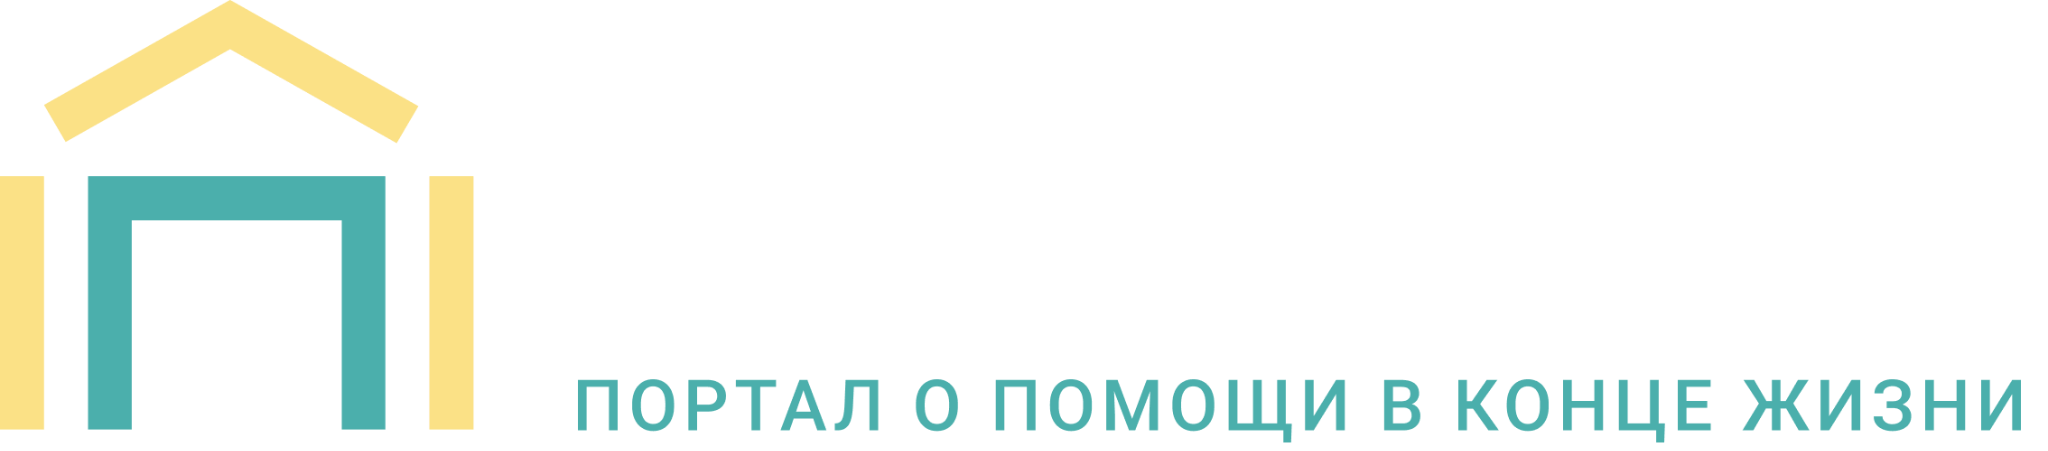 ПОРТАЛ О ПОМОЩИ В КОНЦЕ ЖИЗНИ